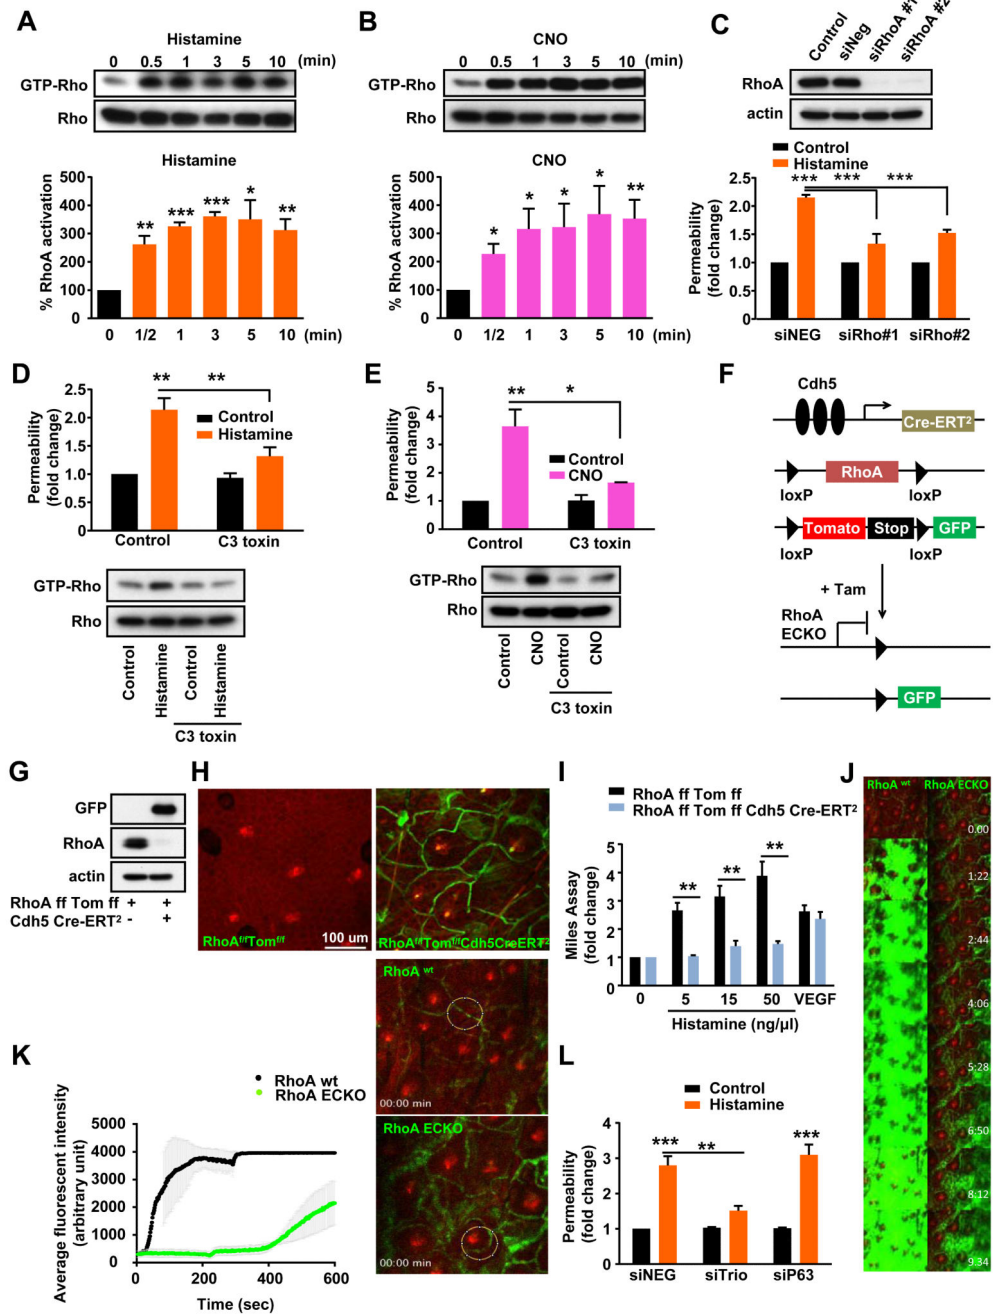 A
Histamine
0 0.5 1 3 5 10 (min)
GTP-Rho
Rho
Histamine
% RhoA activation
500
400
300
200
100
0
** *** *** * **
0 1/2 1 3 5 10 (min)
B
CNO
0 0.5 1 3 5 10 (min)
GTP-Rho
Rho
CNO
% RhoA activation
500
400
300
200
100
0
* * * * **
0 1/2 1 3 5 10 (min)
C
Control
siNeg
siRhoA #1
siRhoA #2
RhoA
actin
Control
Histamine
*** *** ***
Permeability
(fold change)
2.5
2.0
1.5
1.0
0.5
0.0
siNEG siRho#1 siRho#2
D
** **
Control
Histamine
Permeability
(fold change)
2.5
2.0
1.5
1.0
0.5
0.0
Control C3 toxin
GTP-Rho
Rho
Control
Histamine
Control
Histamine
C3 toxin
E
** *
Control
CNO
Permeability
(fold change)
5
4
3
2
1
0
Control C3 toxin
GTP-Rho
Rho
Control
CNO
Control
CNO
C3 toxin
F
Cdh5
Cre-ERT²
RhoA
loxP loxP
Tomato Stop GFP
loxP loxP
+ Tam
RhoA
ECKO
GFP
G
GFP
RhoA
actin
RhoA ff Tom ff + +
Cdh5 Cre-ERT² - +
H
RhoAf/fTomf/f
100 um
RhoAf/fTomf/fCdh5CreERT²
RhoA wt
00:00 min
RhoA ECKO
00:00 min
I
RhoA ff Tom ff
RhoA ff Tom ff Cdh5 Cre-ERT²
** ** **
Miles Assay
(fold change)
5
4
3
2
1
0
0 5 15 50 VEGF
Histamine (ng/µl)
J
RhoA wt RhoA ECKO
0:00
1:22
2:44
4:06
5:28
6:50
8:12
9:34
K
RhoA wt
RhoA ECKO
Average fluorescent intensity
(arbitrary unit)
5000
4000
3000
2000
1000
0
0 200 400 600
Time (sec)
L
Control
Histamine
*** ** ***
Permeability
(fold change)
4
3
2
1
0
siNEG siTrio siP63